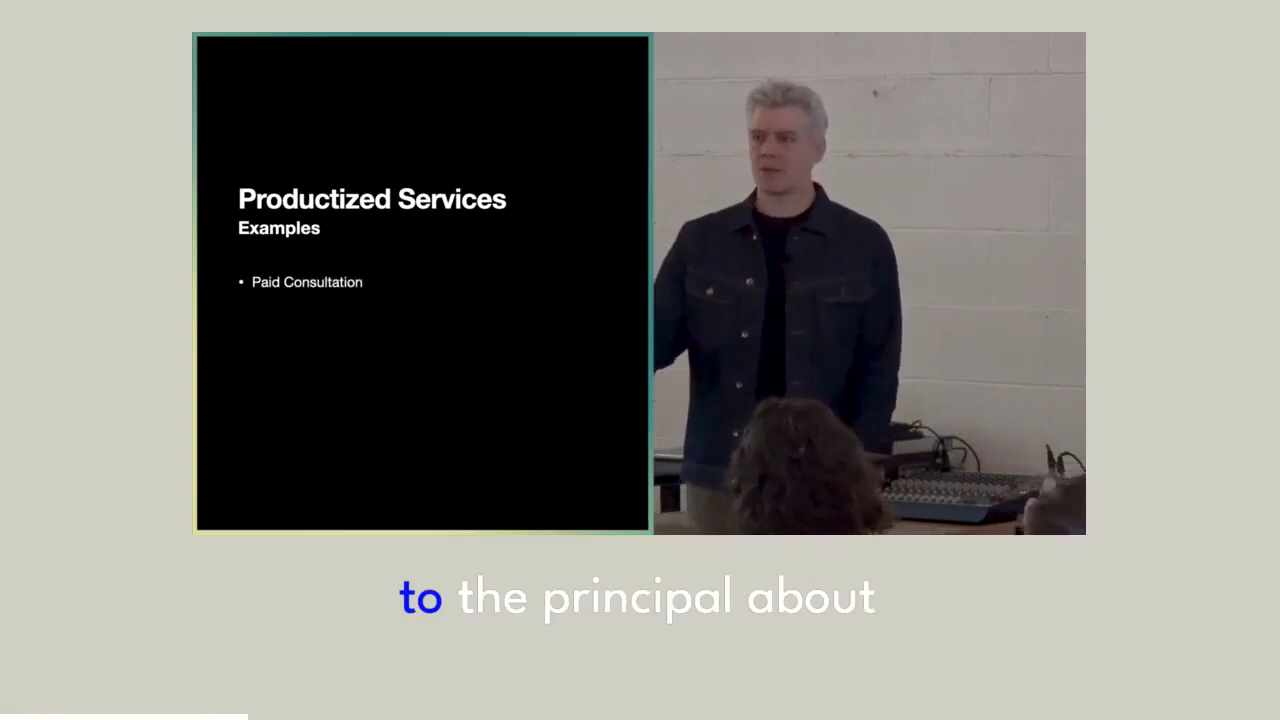 Productized Services
Examples
• Paid Consultation
to the principal about